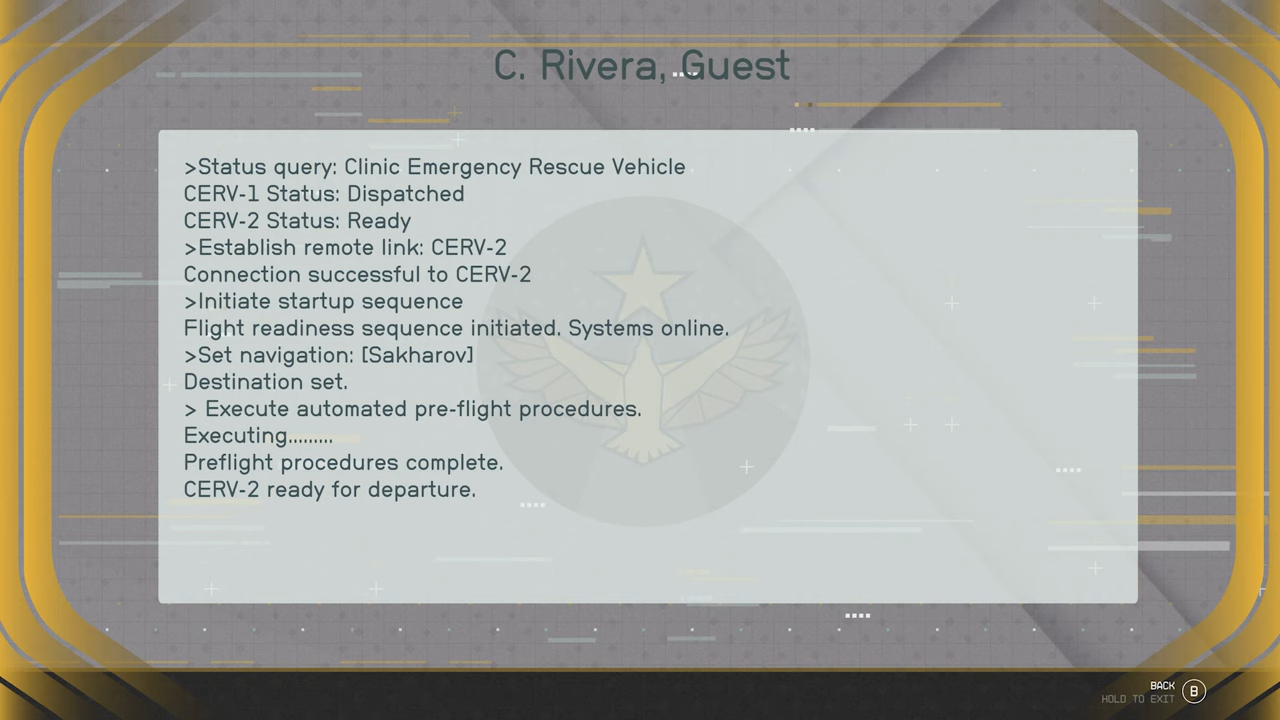 C. Rivera, Guest
>Status query: Clinic Emergency Rescue Vehicle
CERV-1 Status: Dispatched
CERV-2 Status: Ready
>Establish remote link: CERV-2
Connection successful to CERV-2
>Initiate startup sequence
Flight readiness sequence initiated. Systems online.
>Set navigation: [Sakharov]
Destination set.
> Execute automated pre-flight procedures.
Executing.........
Preflight procedures complete.
CERV-2 ready for departure.
BACK
HOLD TO EXIT
B